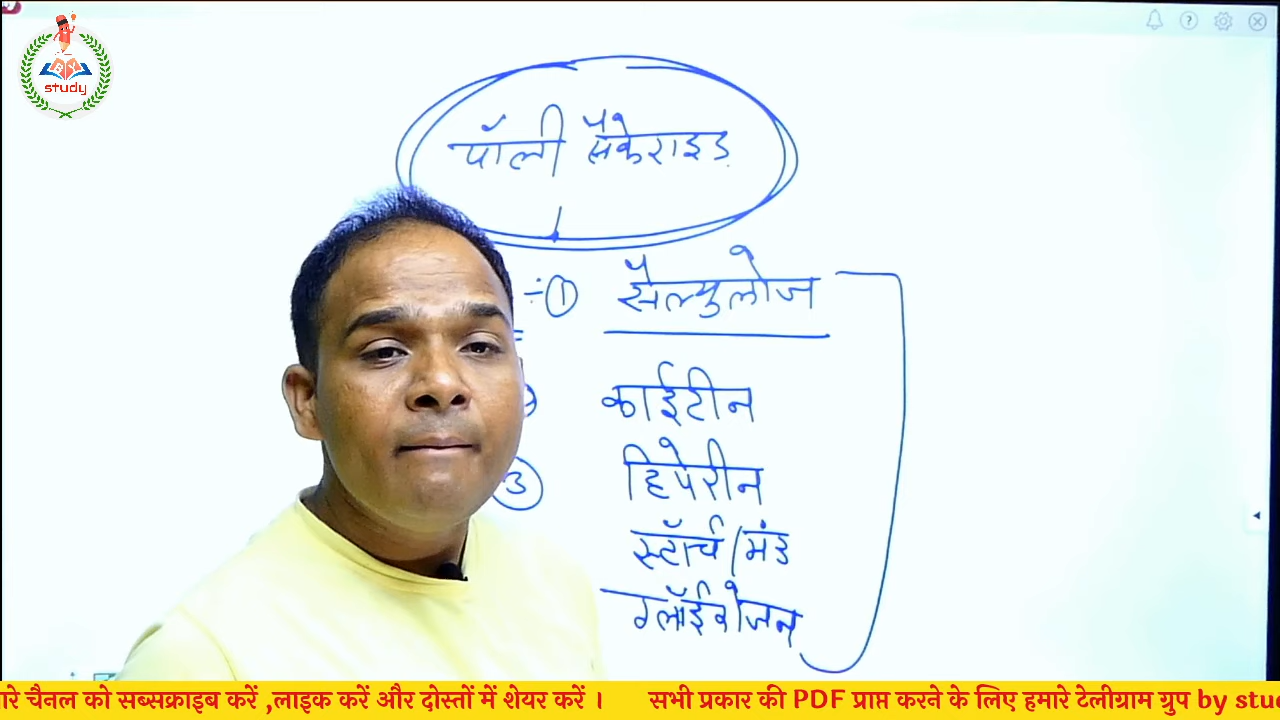 BY
study
पॉली सैकेराइड
÷① सैल्युलोज
काईटीन
③ हिपेरीन
स्टॉर्च/मंड
ग्लॉईकोजन
ारे चैनल को सब्सक्राइब करें ,लाइक करें और दोस्तों में शेयर करें । सभी प्रकार की PDF प्राप्त करने के लिए हमारे टेलीग्राम ग्रुप by stu